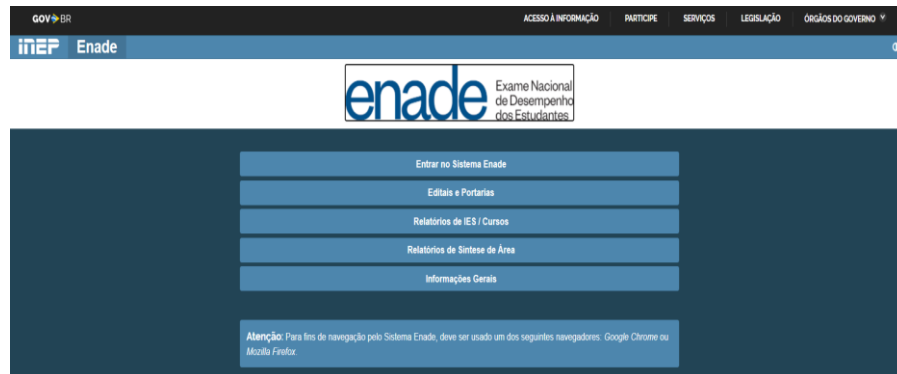 GOV BR ACESSO À INFORMAÇÃO PARTICIPE SERVIÇOS LEGISLAÇÃO ÓRGÃOS DO GOVERNO
inep Enade
enade Exame Nacional
de Desempenho
dos Estudantes
Entrar no Sistema Enade
Editais e Portarias
Relatórios de IES / Cursos
Relatórios de Síntese de Área
Informações Gerais
Atenção: Para fins de navegação pelo Sistema Enade, deve ser usado um dos seguintes navegadores: Google Chrome ou
Mozilla Firefox.